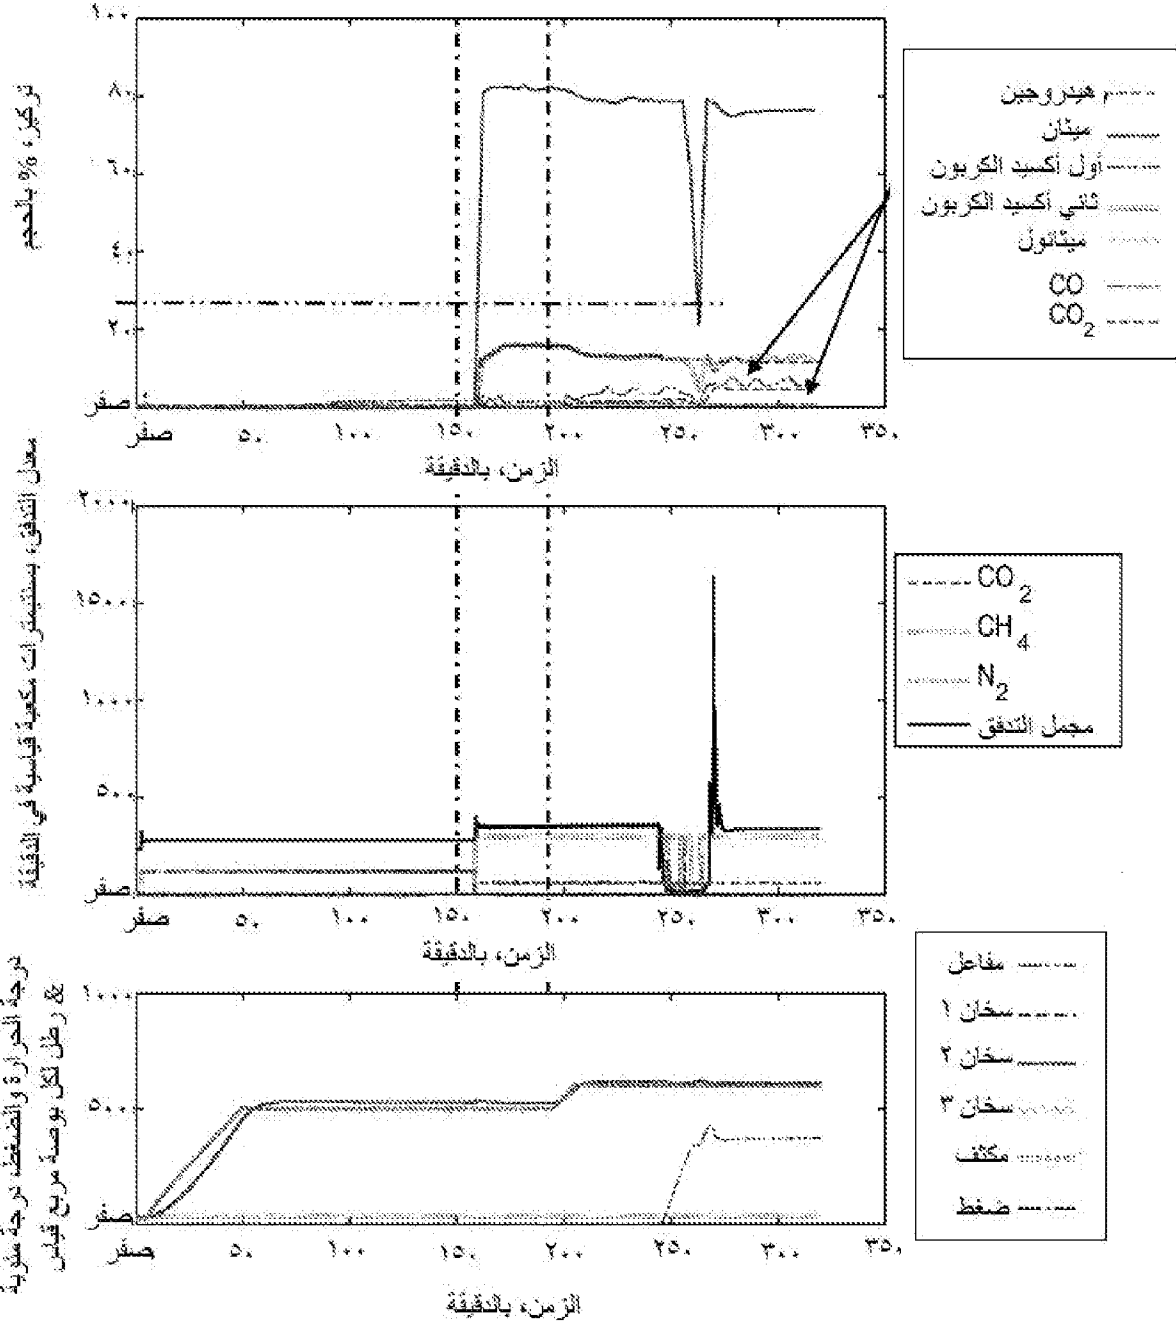 تركيز، % بالحجم
١٠٠
٨٠
٦٠
٤٠
٢٠
صفر
صفر ٥٠ ١٠٠ ١٥٠ ٢٠٠ ٢٥٠ ٣٠٠ ٣٥٠
الزمن، بالدقيقة
هيدروجين
ميثان
أول أكسيد الكربون
ثاني أكسيد الكربون
ميثانول
CO
CO2
معدل التدفق، بسنتيمترات مكعبة قياسية في الدقيقة
٢٠٠٠
١٥٠٠
١٠٠٠
٥٠٠
صفر
صفر ٥٠ ١٠٠ ١٥٠ ٢٠٠ ٢٥٠ ٣٠٠ ٣٥٠
الزمن، بالدقيقة
CO2
CH4
N2
مجمل التدفق
درجة الحرارة والضغط، درجة مئوية
& رطل لكل بوصة مربع قياس
١٠٠٠
٥٠٠
صفر
صفر ٥٠ ١٠٠ ١٥٠ ٢٠٠ ٢٥٠ ٣٠٠ ٣٥٠
الزمن، بالدقيقة
مفاعل
سخان ١
سخان ٢
سخان ٣
مكثف
ضغط